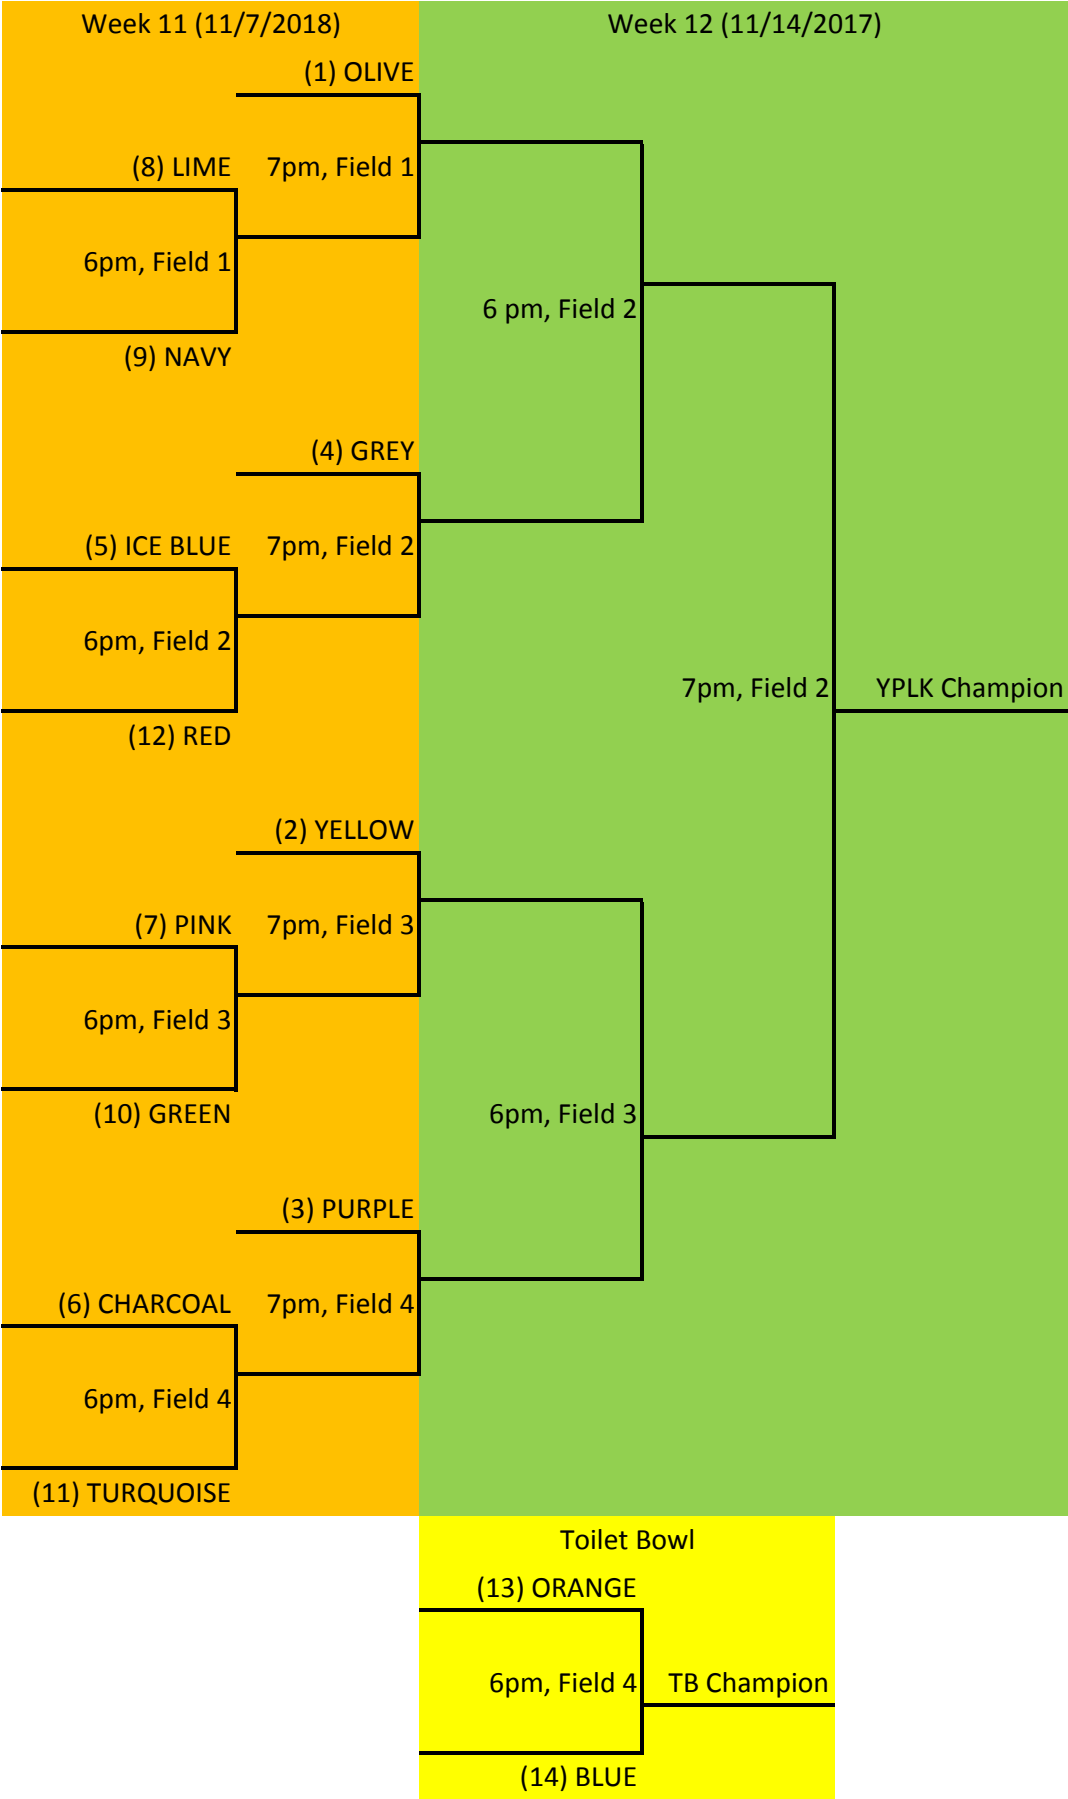 Week 11 (11/7/2018)
Week 12 (11/14/2017)
(1) OLIVE
(8) LIME
7pm, Field 1
6pm, Field 1
6 pm, Field 2
(9) NAVY
(4) GREY
(5) ICE BLUE
7pm, Field 2
6pm, Field 2
7pm, Field 2
YPLK Champion
(12) RED
(2) YELLOW
(7) PINK
7pm, Field 3
6pm, Field 3
(10) GREEN
6pm, Field 3
(3) PURPLE
(6) CHARCOAL
7pm, Field 4
6pm, Field 4
(11) TURQUOISE
Toilet Bowl
(13) ORANGE
6pm, Field 4
TB Champion
(14) BLUE